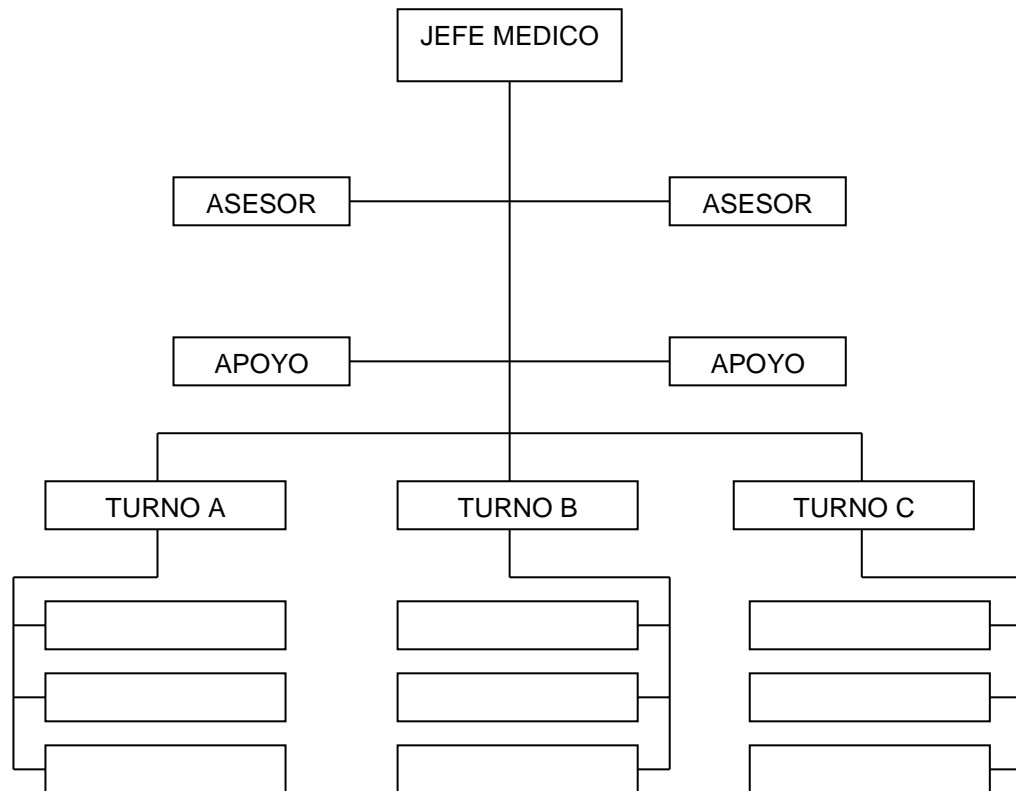 JEFE MEDICO
ASESOR
ASESOR
APOYO
APOYO
TURNO A
TURNO B
TURNO C